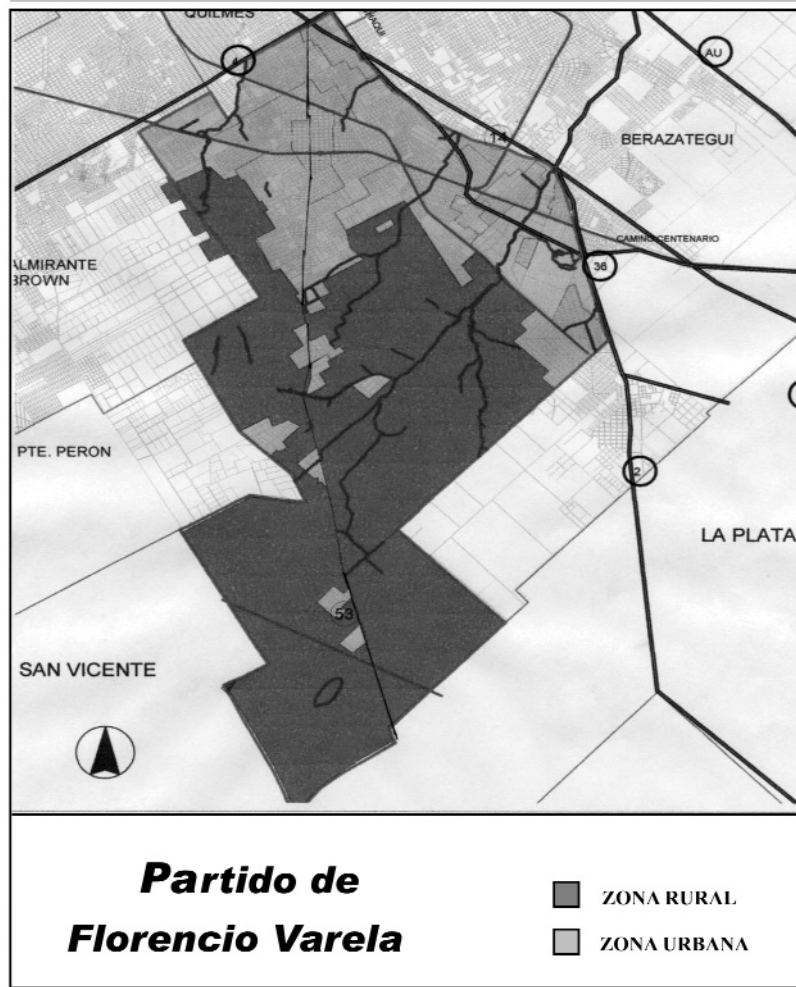 QUILMES
4
AU
14
BERAZATEGUI
CAMINO CENTENARIO
36
ALMIRANTE
BROWN
PTE. PERON
2
LA PLATA
53
SAN VICENTE
Partido de
Florencio Varela
ZONA RURAL
ZONA URBANA